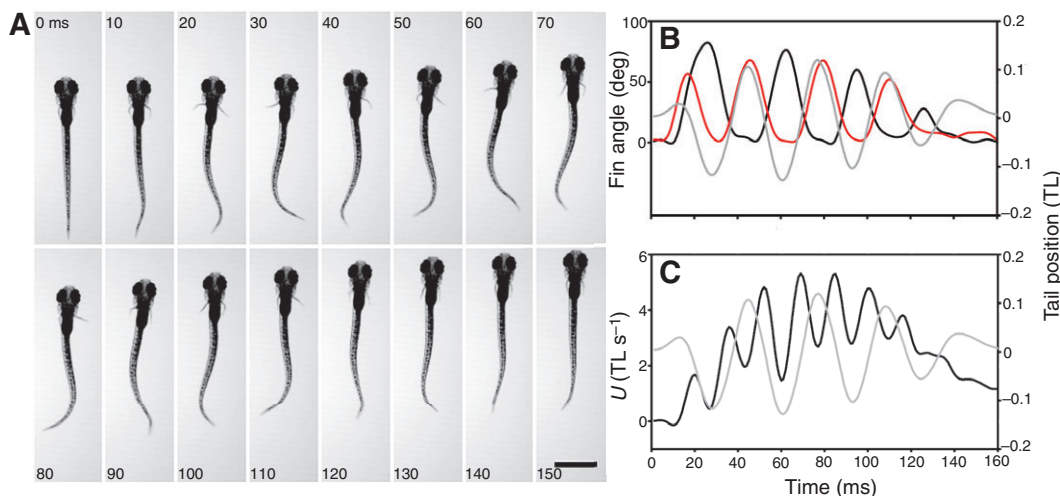 A
0 ms 10 20 30 40 50 60 70
80 90 100 110 120 130 140 150
B
100
50
0
Fin angle (deg)
0.2
0.1
0
–0.1
–0.2
C
6
4
2
0
U (TL s–1)
0.2
0.1
0
–0.1
–0.2
Tail position (TL)
0 20 40 60 80 100 120 140 160
Time (ms)